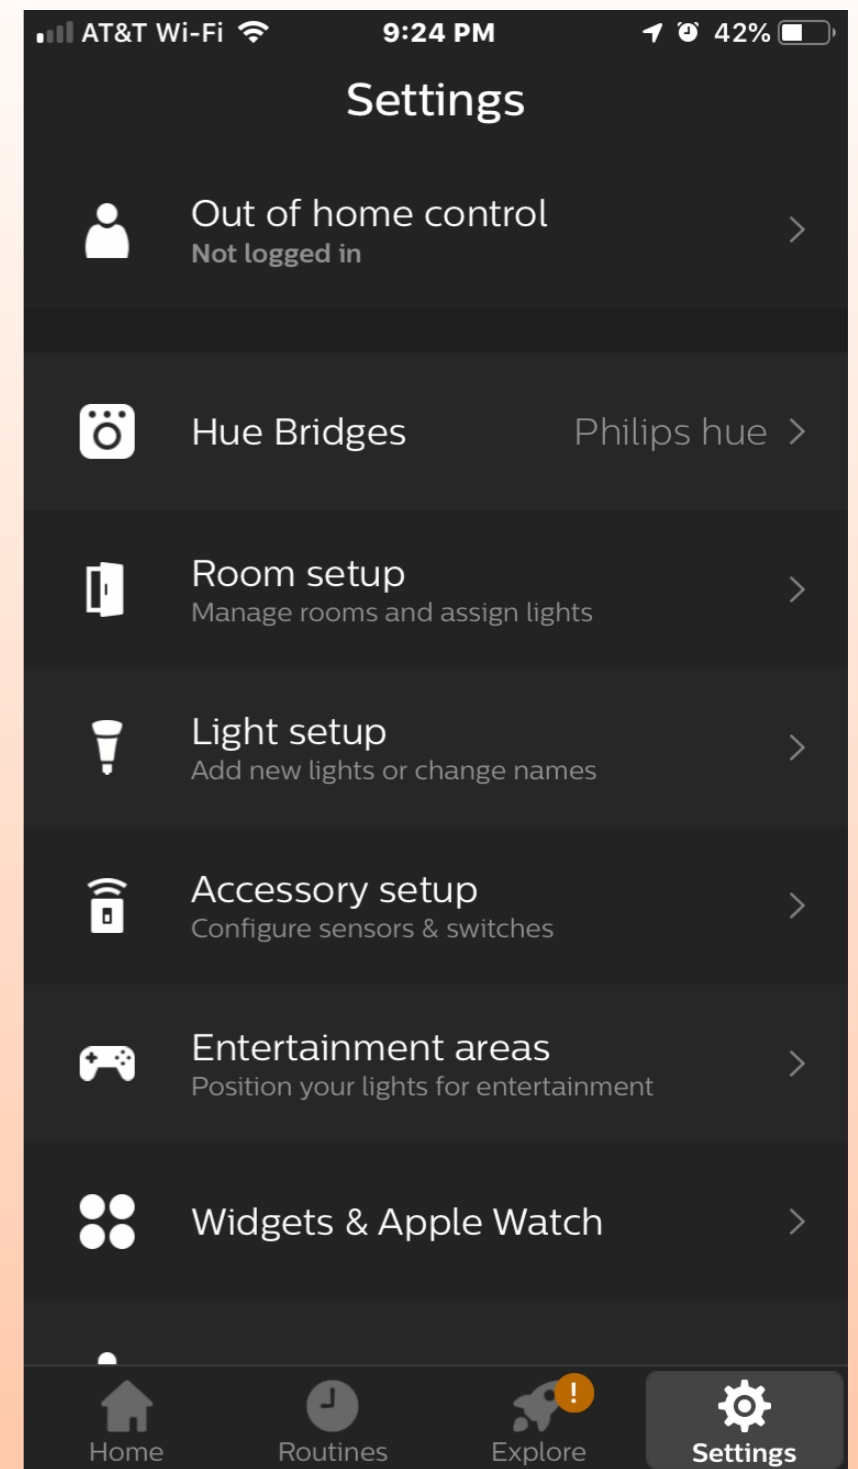 AT&T Wi-Fi 9:24 PM 42%
Settings
Out of home control
Not logged in
Hue Bridges Philips hue
Room setup
Manage rooms and assign lights
Light setup
Add new lights or change names
Accessory setup
Configure sensors & switches
Entertainment areas
Position your lights for entertainment
Widgets & Apple Watch
!
Home Routines Explore Settings